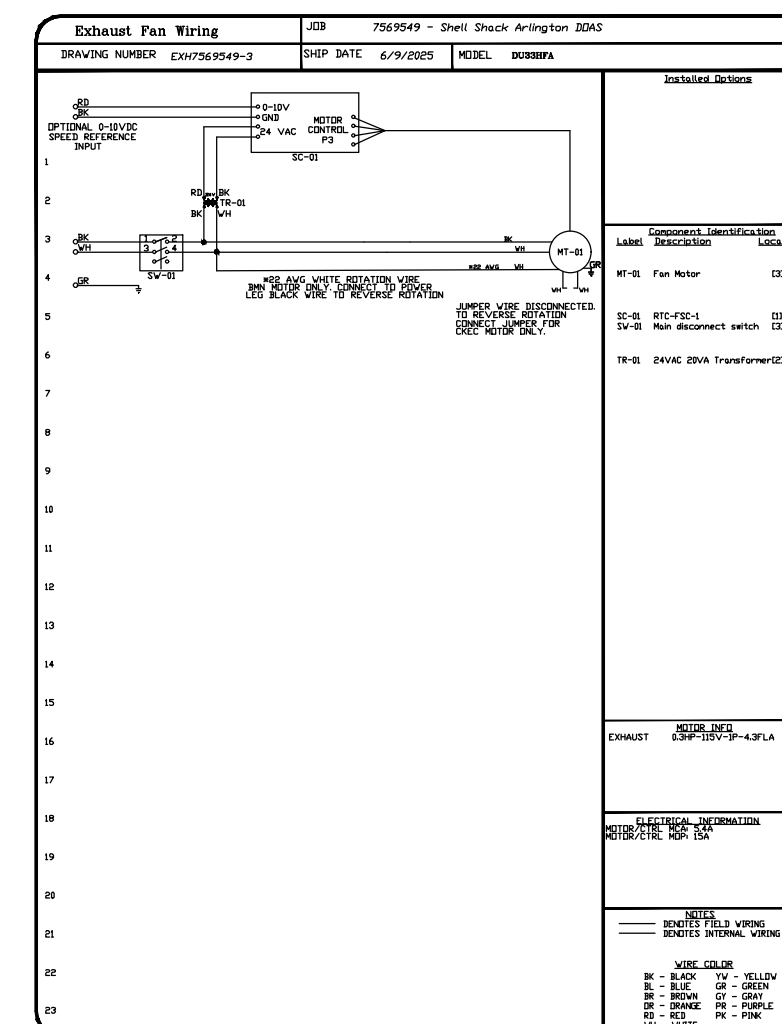 Exhaust Fan Wiring
JOB 7569549 - Shell Shack Arlington DOAS
DRAWING NUMBER EXH7569549-3
SHIP DATE 6/9/2025
MODEL DU33HFA
Installed Options
RD
BK
OPTIONAL 0-10VDC
SPEED REFERENCE
INPUT
0-10V
GND
24 VAC
MOTOR
CONTROL
P3
SC-01
1
RD BK
TR-01
BK WH
2
3
BK
WH
1 2
3 4
SW-01
BK
WH
MT-01
GR
#22 AWG WH
4
GR
#22 AWG WHITE ROTATION WIRE
BMN MOTOR ONLY. CONNECT TO POWER
LEG BLACK WIRE TO REVERSE ROTATION
WH WH
JUMPER WIRE DISCONNECTED.
TO REVERSE ROTATION
CONNECT JUMPER FOR
CKEC MOTOR ONLY.
5
6
7
8
9
10
11
12
13
14
15
16
17
18
19
20
21
22
23
Component Identification
Label Description Loca
MT-01 Fan Motor [3]
SC-01 RTC-FSC-1 [1]
SW-01 Main disconnect switch [3]
TR-01 24VAC 20VA Transformer[2]
MOTOR INFO
EXHAUST 0.3HP-115V-1P-4.3FLA
ELECTRICAL INFORMATION
MOTOR/CTRL MCA: 5.4A
MOTOR/CTRL MOP: 15A
NOTES
DENOTES FIELD WIRING
DENOTES INTERNAL WIRING
WIRE COLOR
BK - BLACK YW - YELLOW
BL - BLUE GR - GREEN
BR - BROWN GY - GRAY
OR - ORANGE PR - PURPLE
RD - RED PK - PINK
WH - WHITE